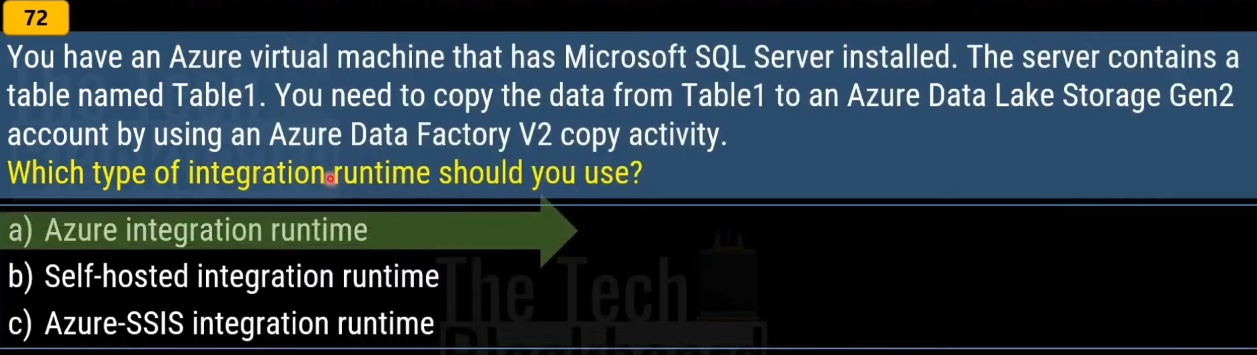 72
You have an Azure virtual machine that has Microsoft SQL Server installed. The server contains a
table named Table1. You need to copy the data from Table1 to an Azure Data Lake Storage Gen2
account by using an Azure Data Factory V2 copy activity.
Which type of integration runtime should you use?
a) Azure integration runtime
b) Self-hosted integration runtime
c) Azure-SSIS integration runtime
The Tech